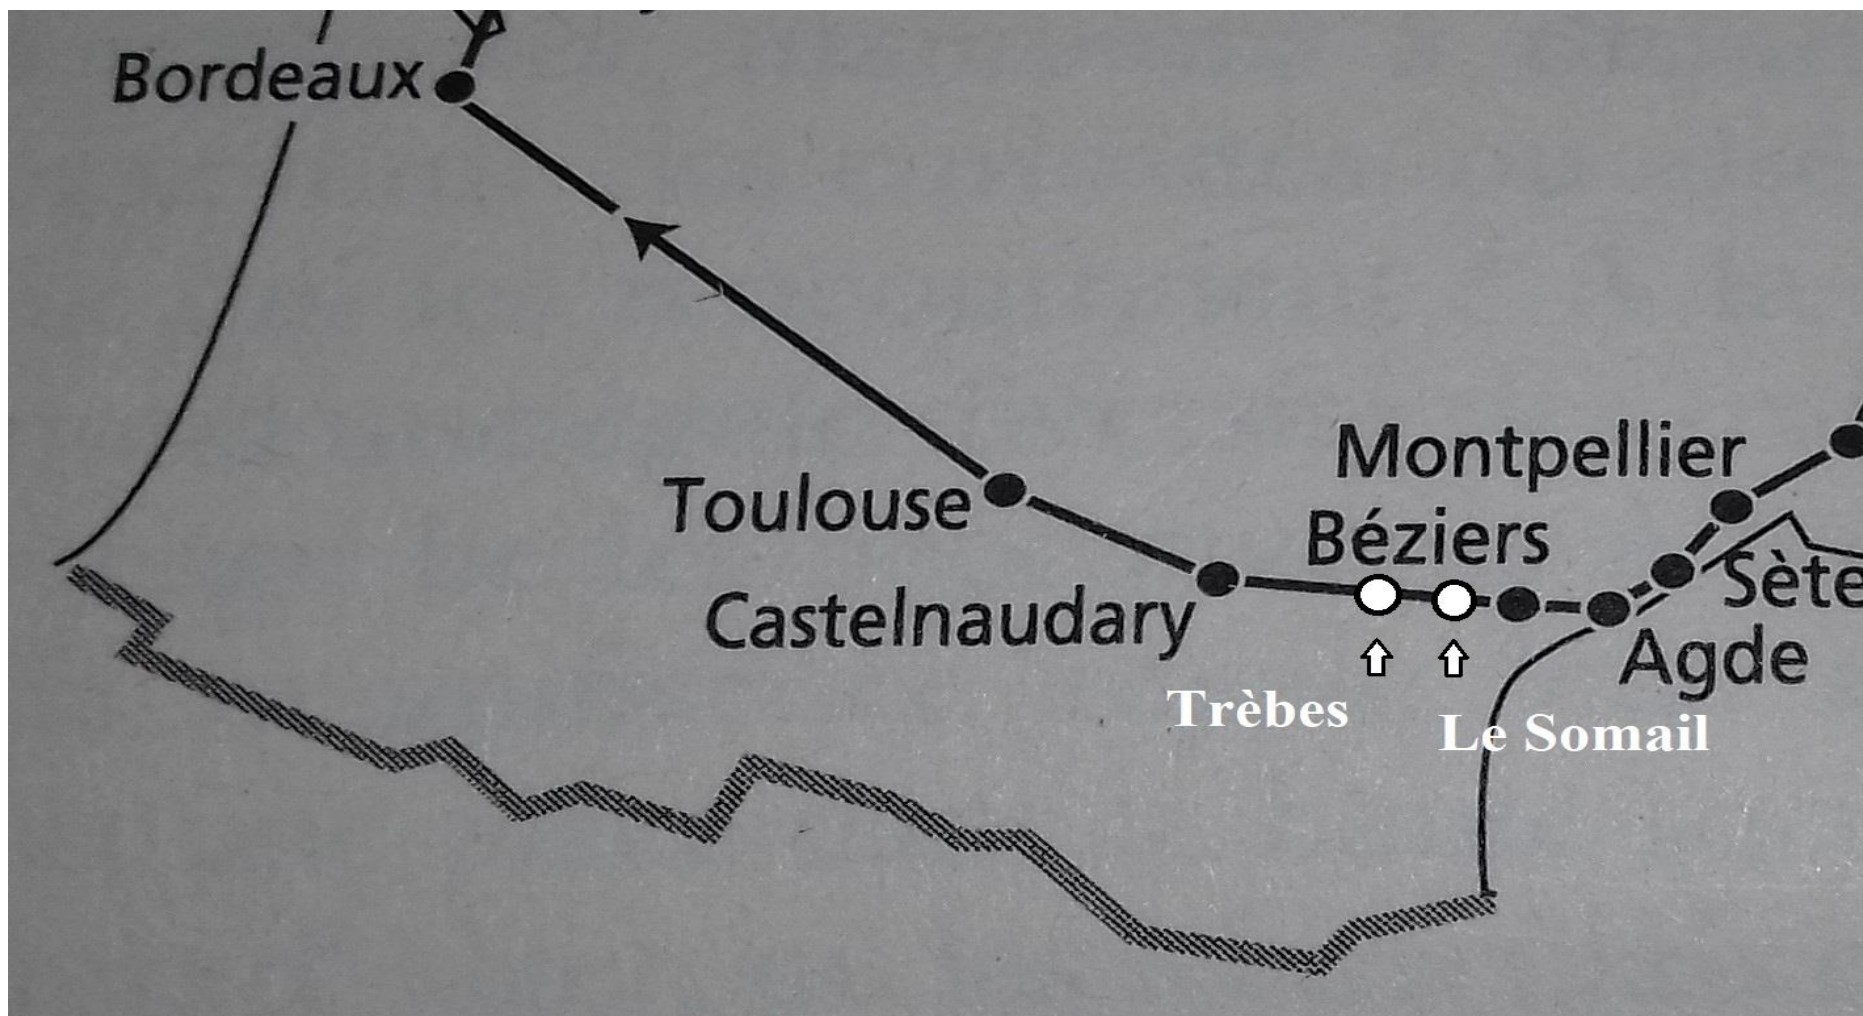 Bordeaux
Montpellier
Toulouse
Béziers
Sète
Castelnaudary
Agde
Trèbes
Le Somail